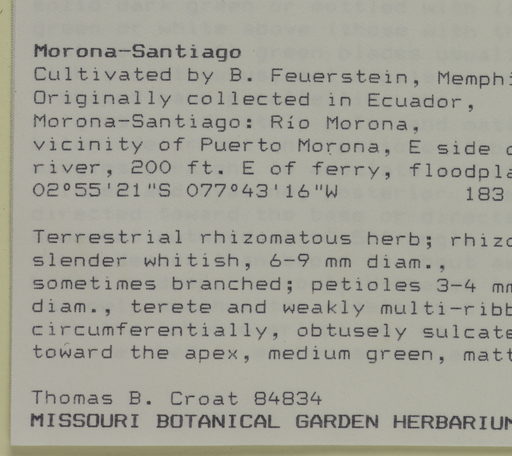 Morona-Santiago
Cultivated by B. Feuerstein, Memphi
Originally collected in Ecuador,
Morona-Santiago: Río Morona,
vicinity of Puerto Morona, E side o
river, 200 ft. E of ferry, floodpla
02°55'21"S 077°43'16"W 183
Terrestrial rhizomatous herb; rhizo
slender whitish, 6-9 mm diam.,
sometimes branched; petioles 3-4 mm
diam., terete and weakly multi-ribb
circumferentially, obtusely sulcate
toward the apex, medium green, matt
Thomas B. Croat 84834
MISSOURI BOTANICAL GARDEN HERBARIUM